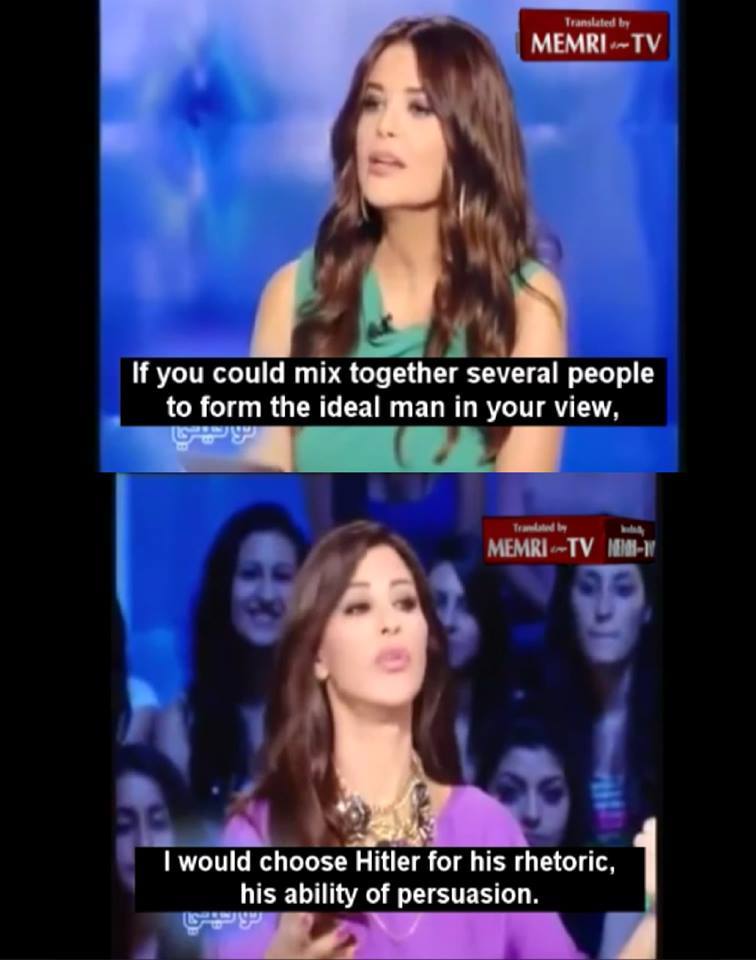 Translated by
MEMRI TV
If you could mix together several people
to form the ideal man in your view,
Translated by
MEMRI TV
I would choose Hitler for his rhetoric,
his ability of persuasion.